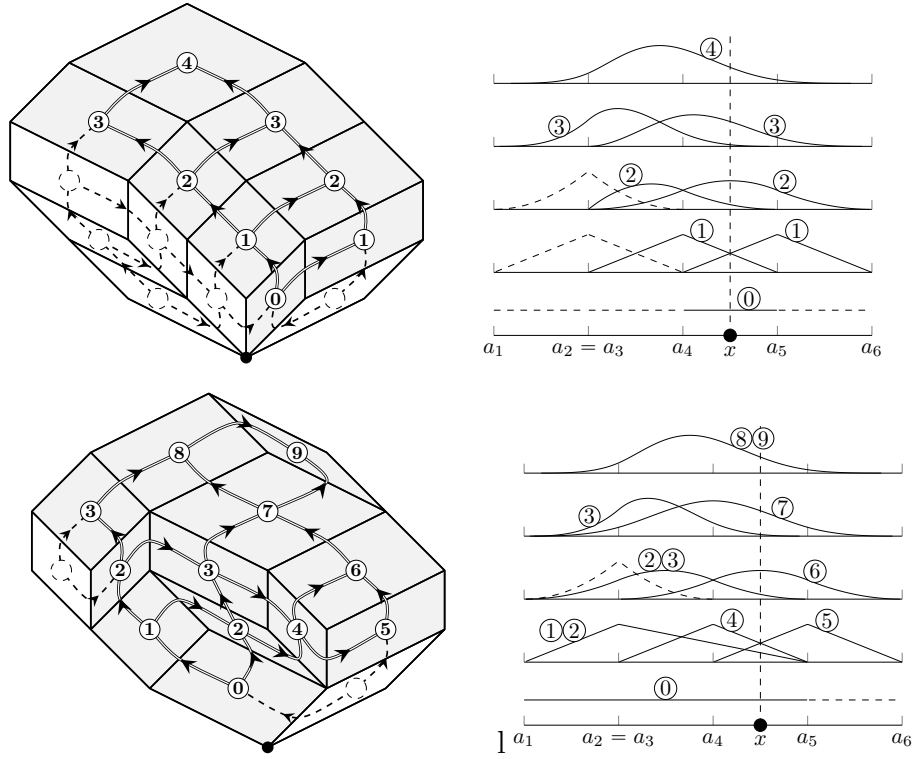 ④
④
③ ③
③ ③
② ② ② ②
① ① ① ①
⓪ ⓪
a₁ a₂ = a₃ a₄ x a₅ a₆
⑧ ⑨ ⑧⑨
③ ⑦ ③ ⑦
② ③ ⑥ ②③ ⑥
① ② ④ ⑤ ①② ④ ⑤
⓪ ⓪
l a₁ a₂ = a₃ a₄ x a₅ a₆